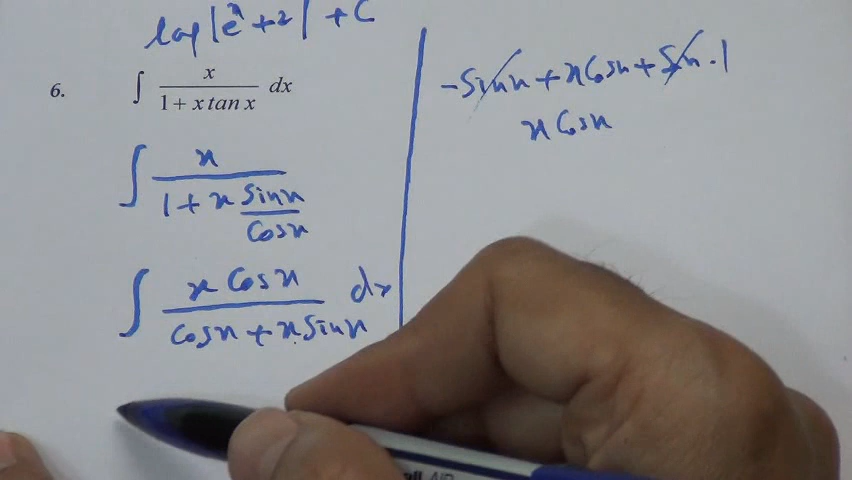 log|eˣ + 2| + C
6. ∫ x / (1 + x tan x) dx
∫ x / (1 + x sinx/cosx)
∫ x cosx / (cosx + x sinx) dx
-sinx + x cosx + sinx · 1
x cosx